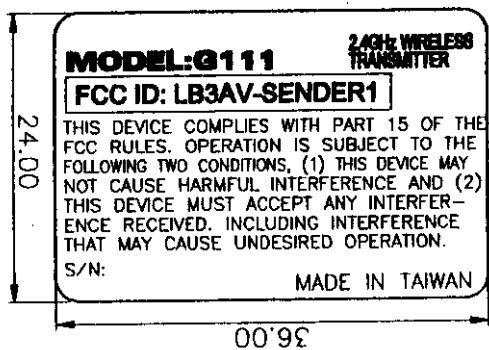 MODEL:G111
2.4GHz WIRELESS
TRANSMITTER
FCC ID: LB3AV-SENDER1
THIS DEVICE COMPLIES WITH PART 15 OF THE
FCC RULES. OPERATION IS SUBJECT TO THE
FOLLOWING TWO CONDITIONS, (1) THIS DEVICE MAY
NOT CAUSE HARMFUL INTERFERENCE AND (2)
THIS DEVICE MUST ACCEPT ANY INTERFER-
ENCE RECEIVED. INCLUDING INTERFERENCE
THAT MAY CAUSE UNDESIRED OPERATION.
S/N:
MADE IN TAIWAN
24.00
36.00